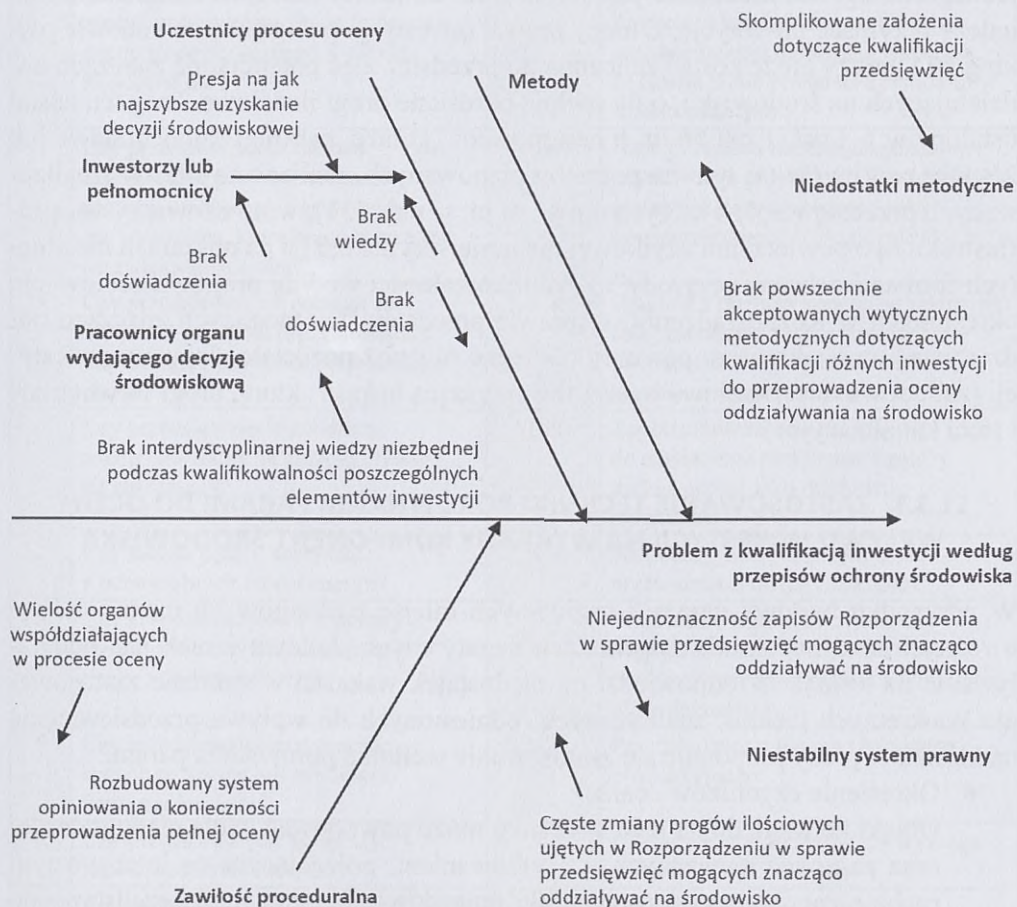 Uczestnicy procesu oceny
Presja na jak
najszybsze uzyskanie
decyzji środowiskowej
Inwestorzy lub
pełnomocnicy
Brak
doświadczenia
Brak
wiedzy
Brak
doświadczenia
Pracownicy organu
wydającego decyzję
środowiskową
Brak interdyscyplinarnej wiedzy niezbędnej
podczas kwalifikowalności poszczególnych
elementów inwestycji
Metody
Skomplikowane założenia
dotyczące kwalifikacji
przedsięwzięć
Niedostatki metodyczne
Brak powszechnie
akceptowanych wytycznych
metodycznych dotyczących
kwalifikacji różnych inwestycji
do przeprowadzenia oceny
oddziaływania na środowisko
Problem z kwalifikacją inwestycji według
przepisów ochrony środowiska
Wielość organów
współdziałających
w procesie oceny
Rozbudowany system
opiniowania o konieczności
przeprowadzenia pełnej oceny
Zawiłość proceduralna
Niejednoznaczność zapisów Rozporządzenia
w sprawie przedsięwzięć mogących znacząco
oddziaływać na środowisko
Niestabilny system prawny
Częste zmiany progów ilościowych
ujętych w Rozporządzeniu w sprawie
przedsięwzięć mogących znacząco
oddziaływać na środowisko